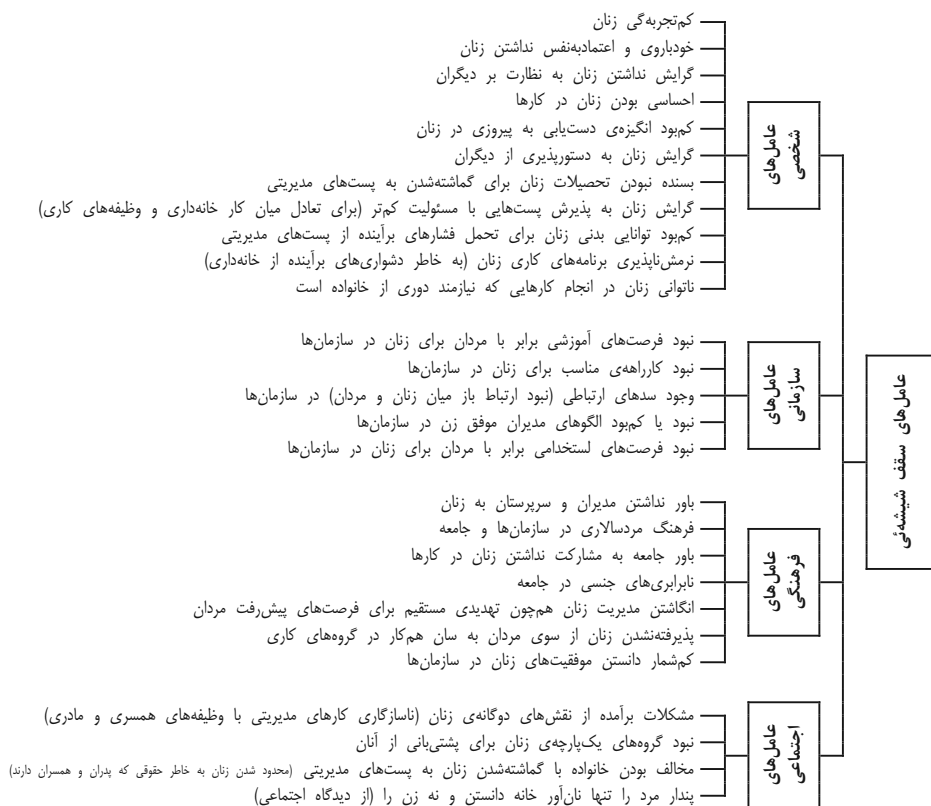 عامل‌های سقف شیشه‌ئی
عامل‌های
شخصی
کم‌تجربه‌گی زنان
خودباروی و اعتمادبه‌نفس نداشتن زنان
گرایش نداشتن زنان به نظارت بر دیگران
احساسی بودن زنان در کارها
کم‌بود انگیزه‌ی دست‌یابی به پیروزی در زنان
گرایش زنان به دستورپذیری از دیگران
بسنده نبودن تحصیلات زنان برای گماشته‌شدن به پست‌های مدیریتی
گرایش زنان به پذیرش پست‌هایی با مسئولیت کم‌تر (برای تعادل میان کار خانه‌داری و وظیفه‌های کاری)
کم‌بود توانایی بدنی زنان برای تحمل فشارهای برآینده از پست‌های مدیریتی
نرمش‌ناپذیری برنامه‌های کاری زنان (به خاطر دشواری‌های برآینده از خانه‌داری)
ناتوانی زنان در انجام کارهایی که نیازمند دوری از خانواده است
عامل‌های
سازمانی
نبود فرصت‌های آموزشی برابر با مردان برای زنان در سازمان‌ها
نبود کارراهه‌ی مناسب برای زنان در سازمان‌ها
وجود سدهای ارتباطی (نبود ارتباط باز میان زنان و مردان) در سازمان‌ها
نبود یا کم‌بود الگوهای مدیران موفق زن در سازمان‌ها
نبود فرصت‌های لستخدامی برابر با مردان برای زنان در سازمان‌ها
عامل‌های
فرهنگی
باور نداشتن مدیران و سرپرستان به زنان
فرهنگ مردسالاری در سازمان‌ها و جامعه
باور جامعه به مشارکت نداشتن زنان در کارها
نابرابری‌های جنسی در جامعه
انگاشتن مدیریت زنان هم‌چون تهدیدی مستقیم برای فرصت‌های پیش‌رفت مردان
پذیرفته‌نشدن زنان از سوی مردان به سان هم‌کار در گروه‌های کاری
کم‌شمار دانستن موفقیت‌های زنان در سازمان‌ها
عامل‌های
اجتماعی
مشکلات برآمده از نقش‌های دوگانه‌ی زنان (ناسازگاری کارهای مدیریتی با وظیفه‌های همسری و مادری)
نبود گروه‌های یک‌پارچه‌ی زنان برای پشتی‌بانی از آنان
مخالف بودن خانواده با گماشته‌شدن زنان به پست‌های مدیریتی (محدود شدن زنان به خاطر حقوقی که پدران و همسران دارند)
پندار مرد را تنها نان‌آور خانه دانستن و نه زن را (از دیدگاه اجتماعی)